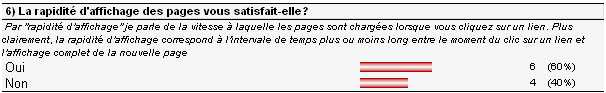 6) La rapidité d'affichage des pages vous satisfait-elle?
Par "rapidité d'affichage" je parle de la vitesse à laquelle les pages sont chargées lorsque vous cliquez sur un lien. Plus
clairement, la rapidité d'affichage correspond à l'intervale de temps plus ou moins long entre le moment du clic sur un lien et
l'affichage complet de la nouvelle page
Oui 6 (60%)
Non 4 (40%)